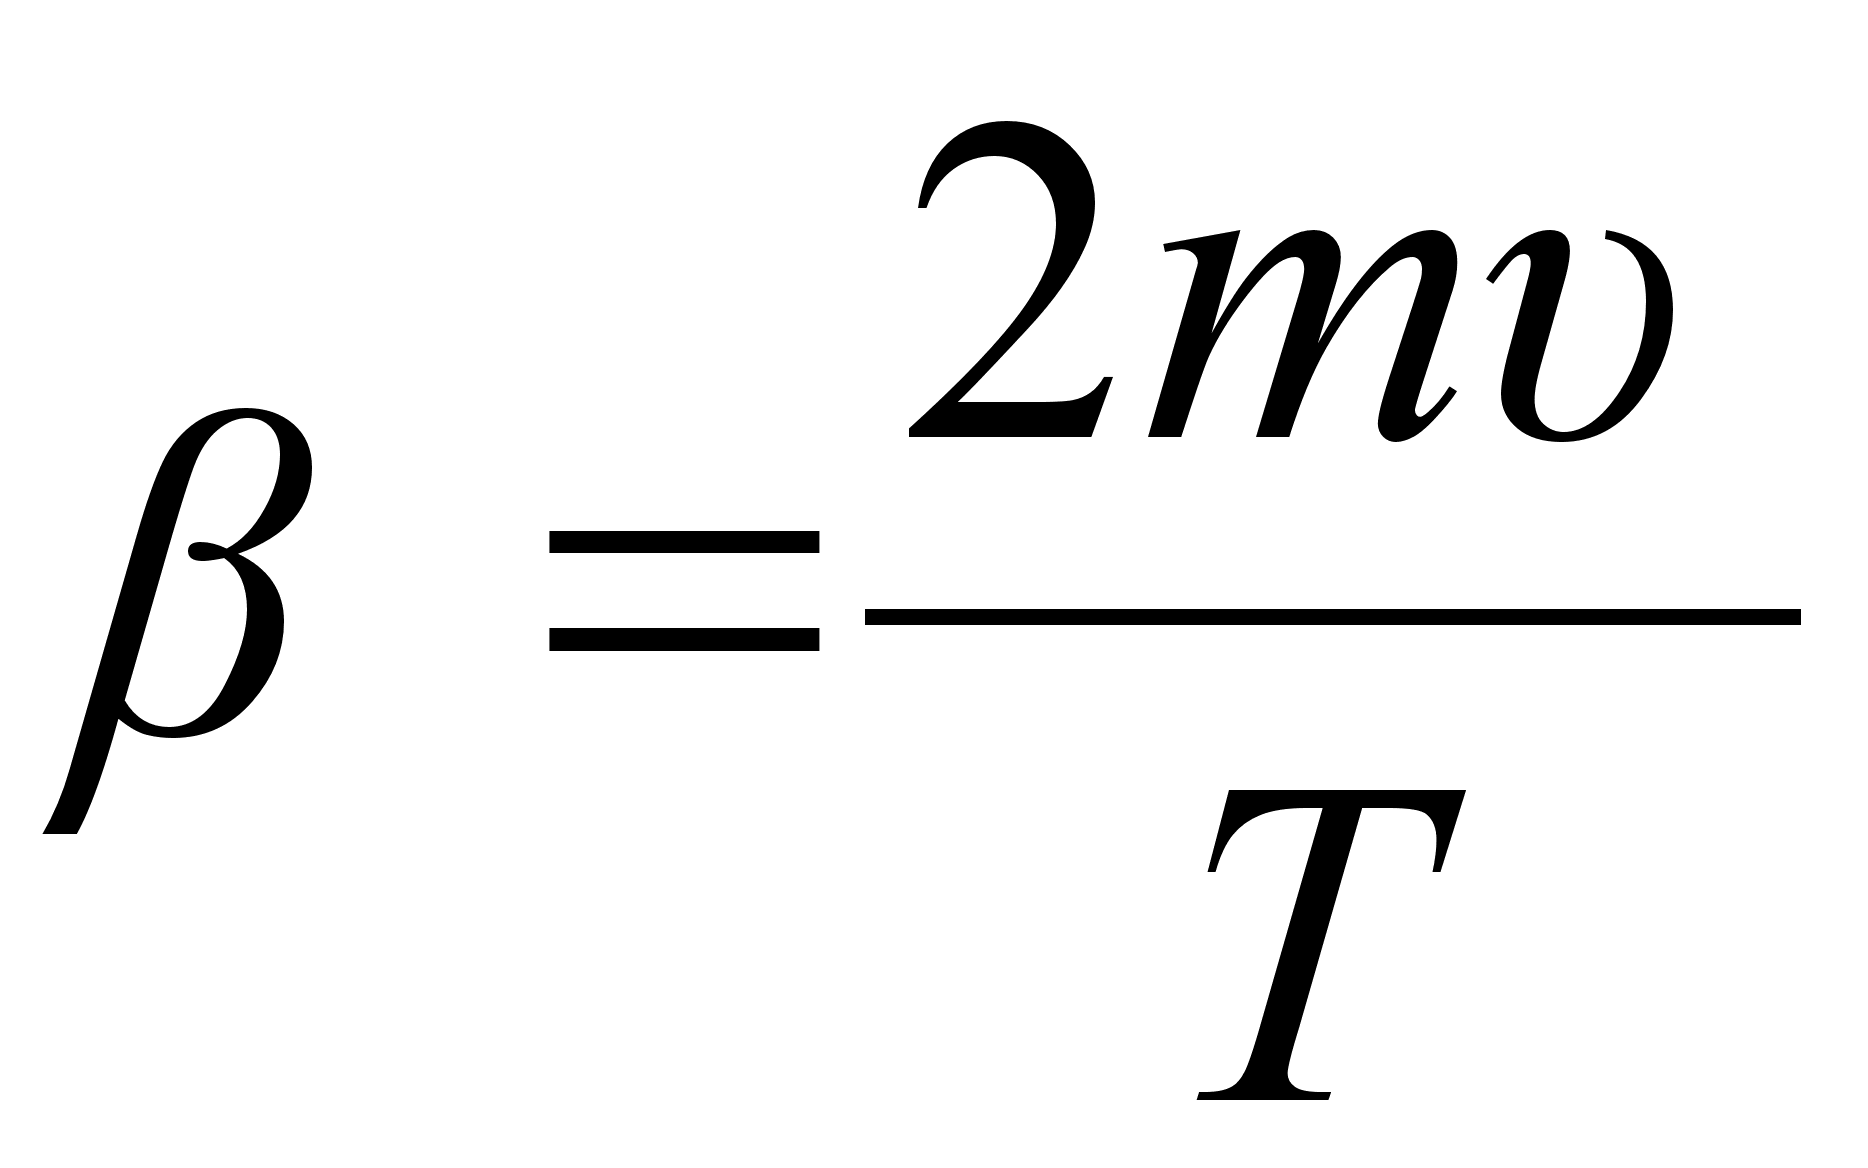 β = 2mυ / T